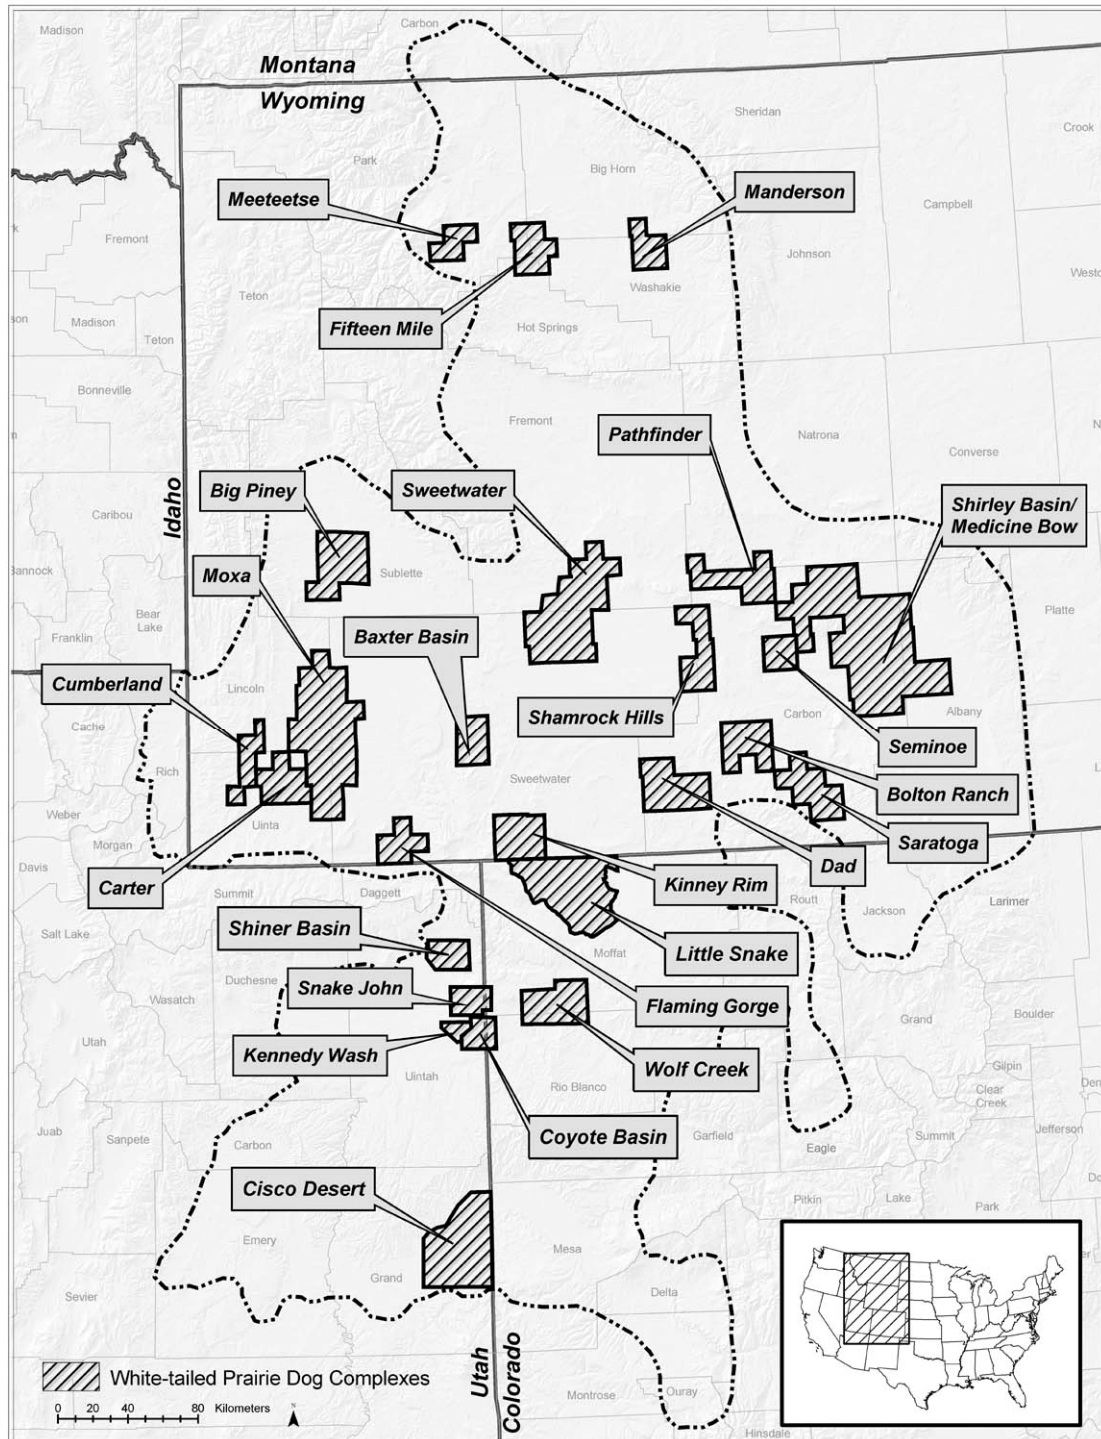 Madison
Carbon
Montana
Wyoming
Sheridan
Crook
Park
Big Horn
Meeteetse
Manderson
Campbell
Fremont
Johnson
Teton
Washakie
Madison
Fifteen Mile
Hot Springs
Teton
Bonneville
Fremont
Pathfinder
Natrona
Converse
Big Piney
Sweetwater
Shirley Basin/
Medicine Bow
Idaho
Caribou
Moxa
Sublette
Bear
Lake
Franklin
Platte
Baxter Basin
Cumberland
Lincoln
Shamrock Hills
Carbon
Albany
Cache
Seminoe
Rich
Sweetwater
Bolton Ranch
Weber
Uinta
Morgan
Saratoga
Davis
Dad
Carter
Kinney Rim
Summit
Daggett
Routt
Jackson
Larimer
Shiner Basin
Salt Lake
Little Snake
Moffat
Duchesne
Snake John
Wasatch
Flaming Gorge
Grand
Boulder
Utah
Kennedy Wash
Wolf Creek
Gilpin
Uintah
Rio Blanco
Clear
Creek
Juab
Sanpete
Carbon
Coyote Basin
Garfield
Eagle
Summit
Jefferson
Cisco Desert
Pitkin
Lake
Park
Emery
Mesa
Grand
Delta
Sevier
Utah
Colorado
White-tailed Prairie Dog Complexes
0 20 40 80 Kilometers
N
Montrose
Ouray
Hinsdale